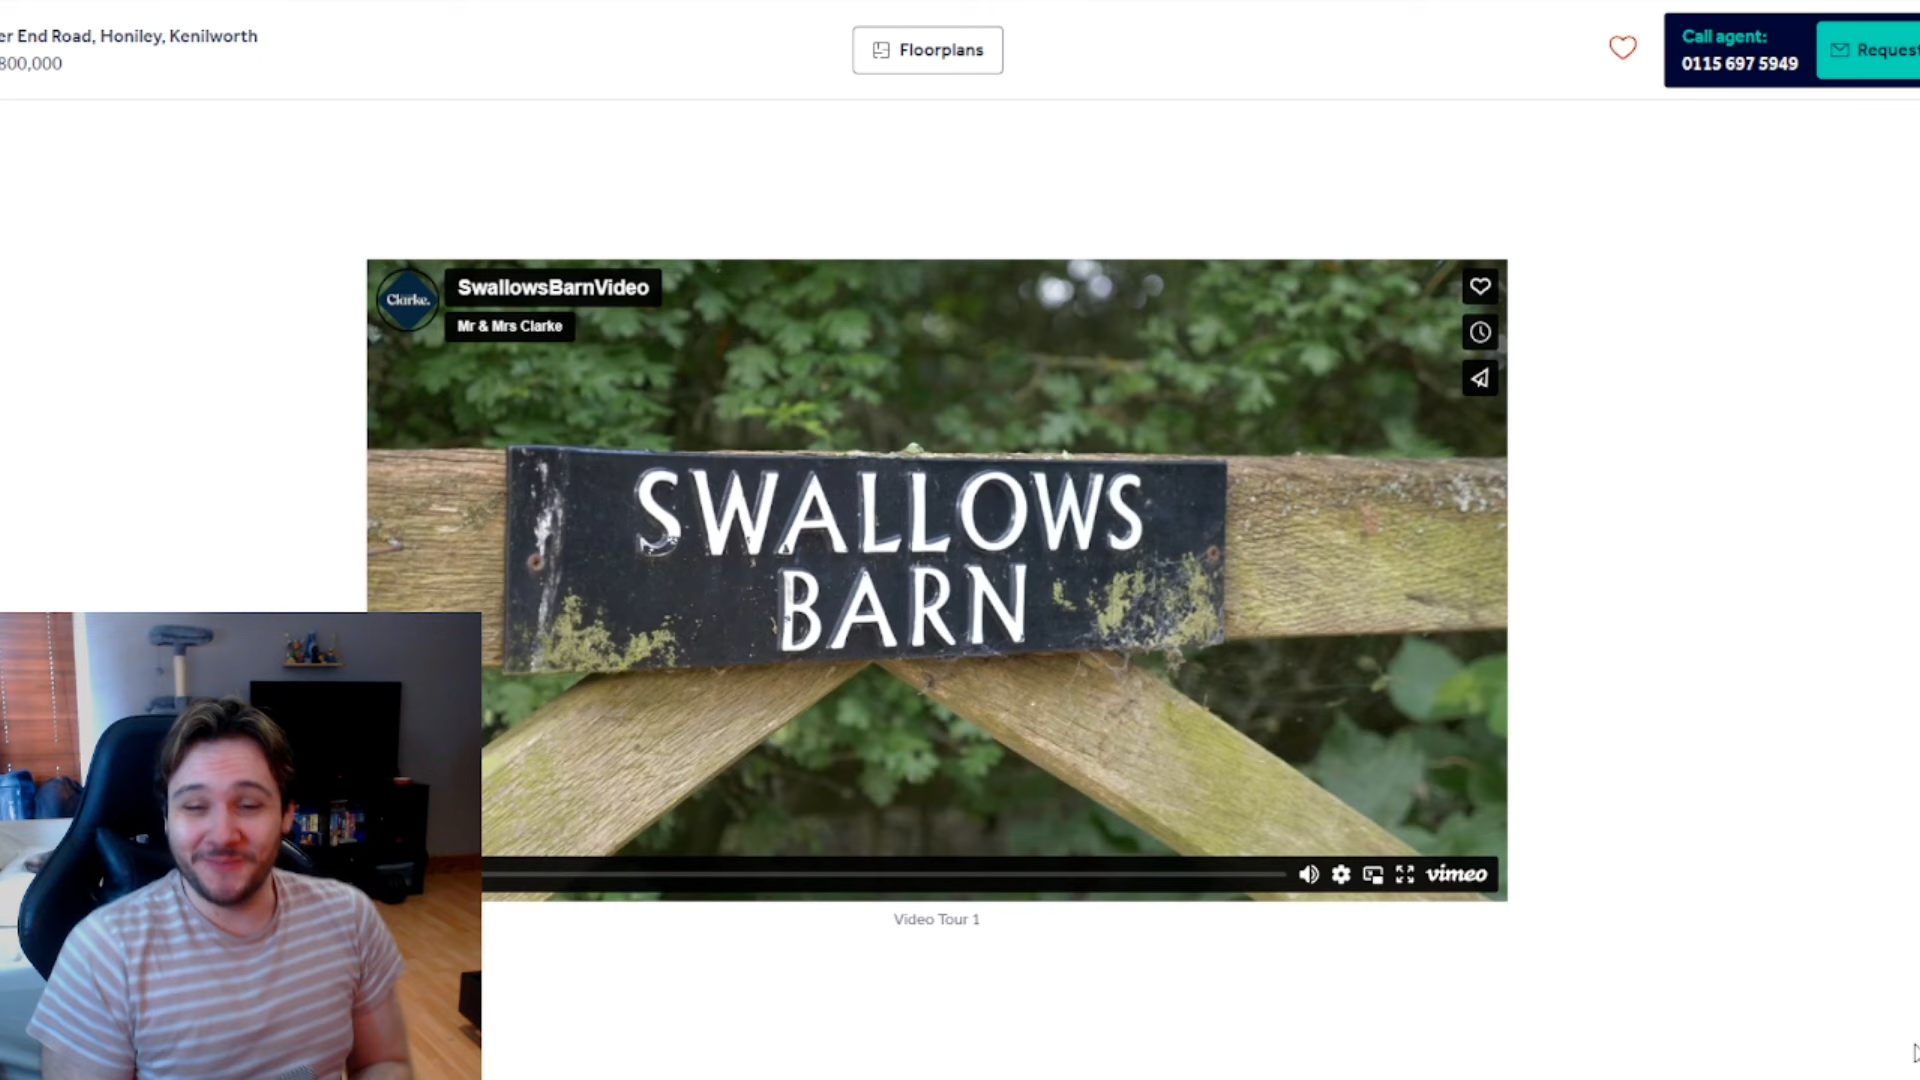 er End Road, Honiley, Kenilworth
800,000
Floorplans
Call agent:
0115 697 5949
Request
Clarke.
SwallowsBarnVideo
Mr & Mrs Clarke
SWALLOWS
BARN
vimeo
Video Tour 1